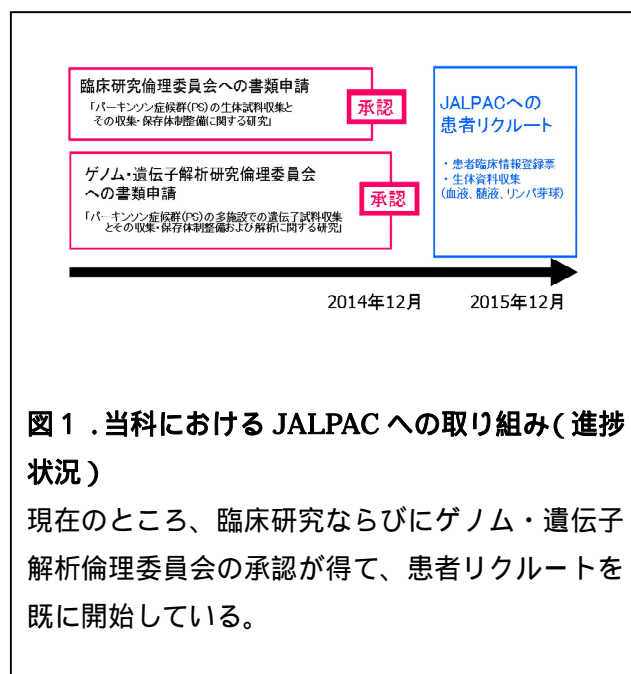 臨床研究倫理委員会への書類申請
「パーキンソン症候群(PS)の生体試料収集と
その収集・保存体制整備に関する研究」
承認
ゲノム・遺伝子解析研究倫理委員会
への書類申請
「パーキンソン症候群(PS)の多施設での遺伝子試料収集
とその収集・保存体制整備および解析に関する研究」
承認
JALPACへの
患者リクルート
・患者臨床情報登録票
・生体資料収集
(血液、髄液、リンパ芽球)
2014年12月
2015年12月
図１．当科における JALPAC への取り組み(進捗
状況)
現在のところ、臨床研究ならびにゲノム・遺伝子
解析倫理委員会の承認が得て、患者リクルートを
既に開始している。